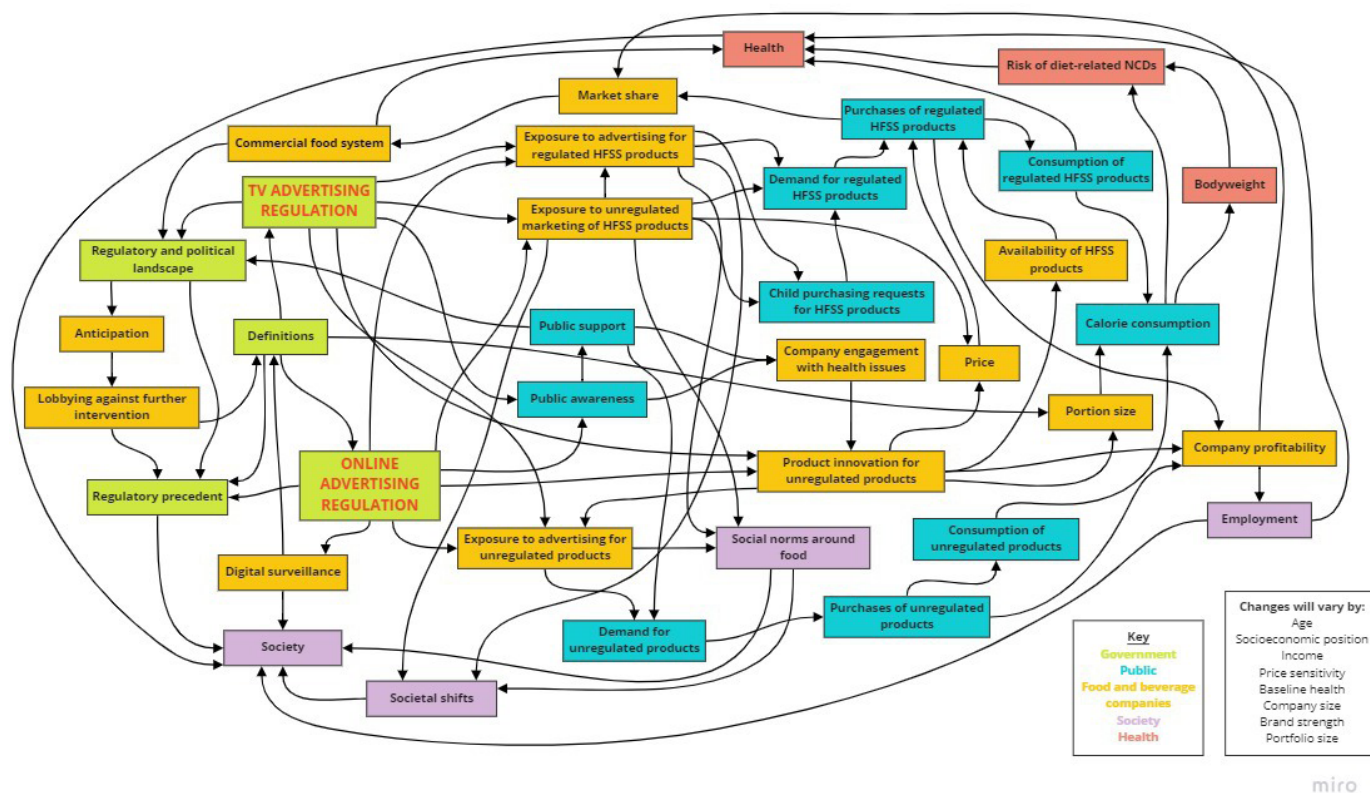 Health
Risk of diet-related NCDs
Market share
Purchases of regulated
HFSS products
Commercial food system
Exposure to advertising for
regulated HFSS products
Consumption of
regulated HFSS products
TV ADVERTISING
REGULATION
Demand for regulated
HFSS products
Bodyweight
Exposure to unregulated
marketing of HFSS products
Regulatory and political
landscape
Availability of HFSS
products
Child purchasing requests
for HFSS products
Anticipation
Definitions
Public support
Calorie consumption
Company engagement
with health issues
Price
Lobbying against further
intervention
Public awareness
Portion size
Company profitability
ONLINE
ADVERTISING
REGULATION
Product innovation for
unregulated products
Regulatory precedent
Employment
Exposure to advertising for
unregulated products
Social norms around
food
Consumption of
unregulated products
Digital surveillance
Purchases of unregulated
products
Society
Demand for
unregulated products
Societal shifts
Key
Government
Public
Food and beverage
companies
Society
Health
Changes will vary by:
Age
Socioeconomic position
Income
Price sensitivity
Baseline health
Company size
Brand strength
Portfolio size
miro